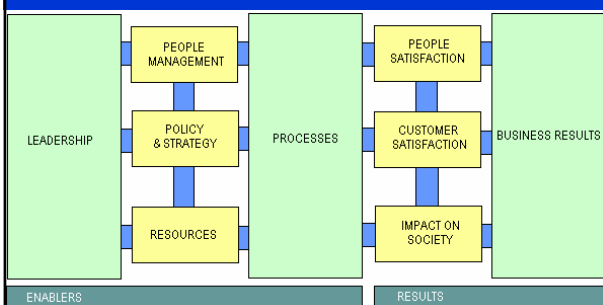 PEOPLE
MANAGEMENT
PEOPLE
SATISFACTION
LEADERSHIP
POLICY
& STRATEGY
PROCESSES
CUSTOMER
SATISFACTION
BUSINESS RESULTS
RESOURCES
IMPACT ON
SOCIETY
ENABLERS
RESULTS